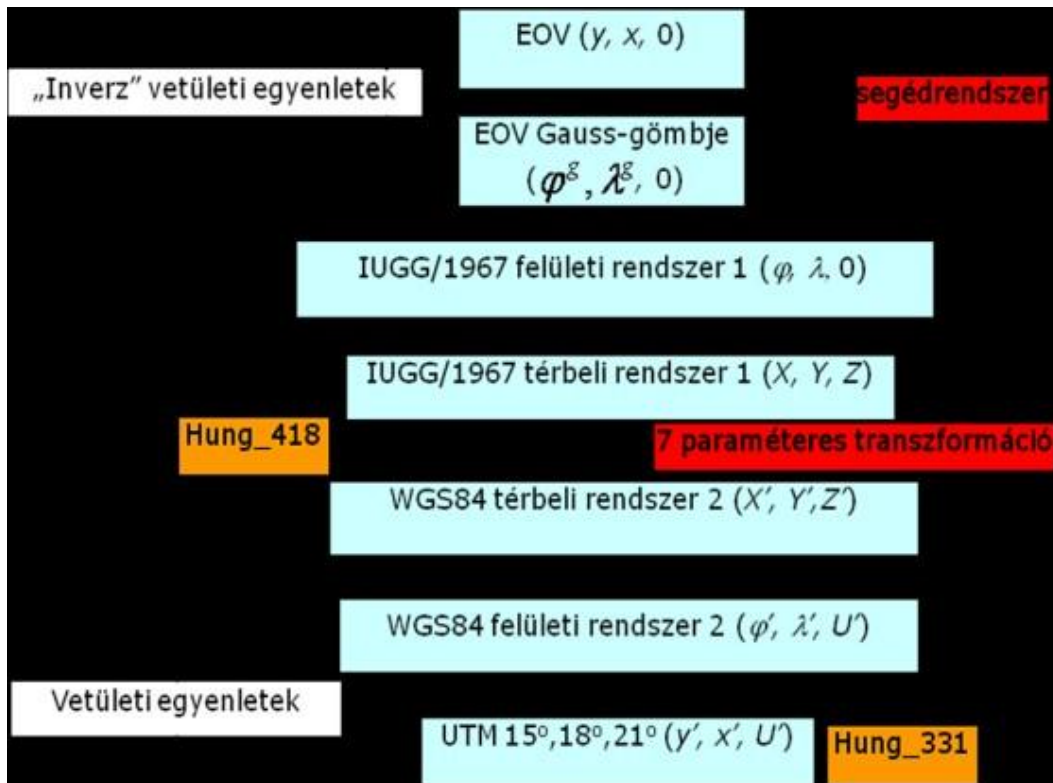 EOV (y, x, 0)
„Inverz” vetületi egyenletek
segédrendszer
EOV Gauss-gömbje
(φᵍ, λᵍ, 0)
IUGG/1967 felületi rendszer 1 (φ, λ, 0)
IUGG/1967 térbeli rendszer 1 (X, Y, Z)
Hung_418
7 paraméteres transzformáció
WGS84 térbeli rendszer 2 (X′, Y′,Z′)
WGS84 felületi rendszer 2 (φ′, λ′, U′)
Vetületi egyenletek
UTM 15°,18°,21° (y′, x′, U′)
Hung_331